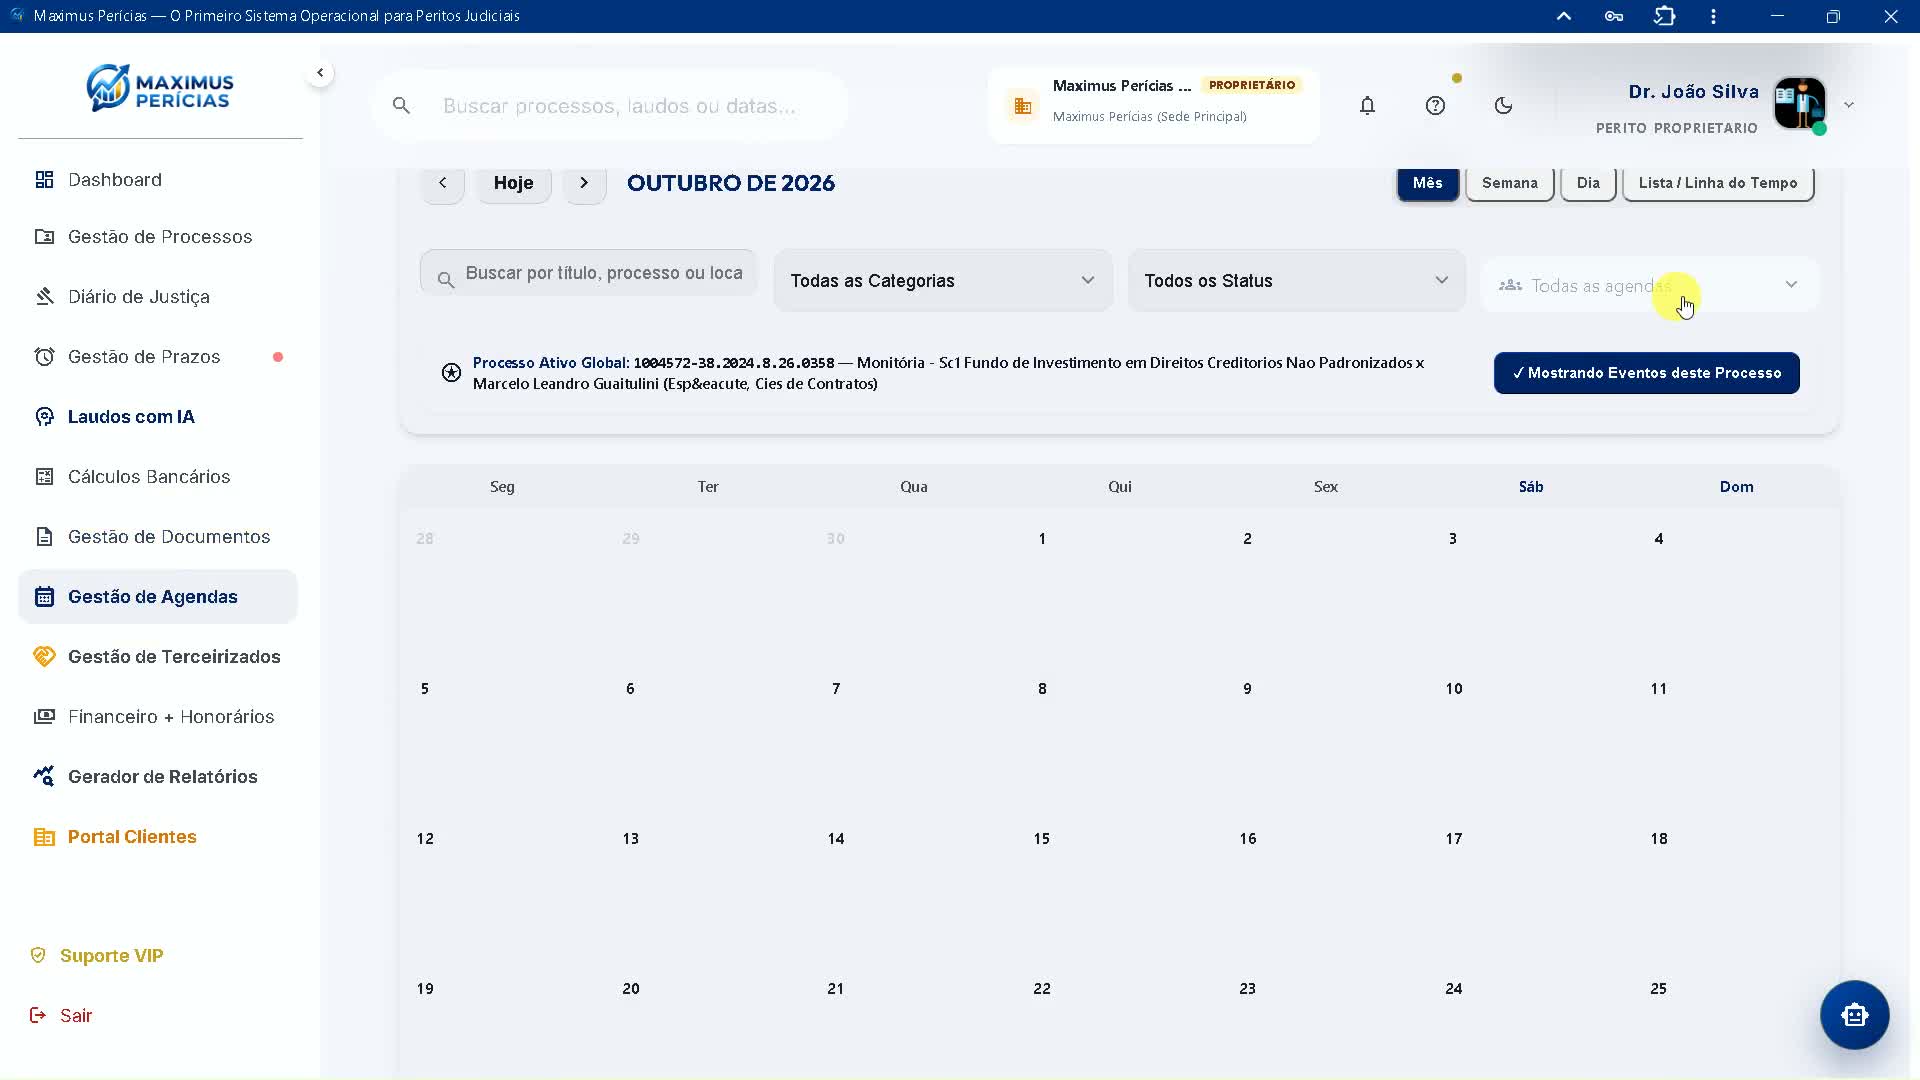 Maximus Perícias — O Primeiro Sistema Operacional para Peritos Judiciais
MAXIMUS
PERÍCIAS
Buscar processos, laudos ou datas...
Maximus Perícias ...
PROPRIETÁRIO
Maximus Perícias (Sede Principal)
Dr. João Silva
PERITO PROPRIETARIO
Dashboard
Gestão de Processos
Diário de Justiça
Gestão de Prazos
Laudos com IA
Cálculos Bancários
Gestão de Documentos
Gestão de Agendas
Gestão de Terceirizados
Financeiro + Honorários
Gerador de Relatórios
Portal Clientes
Suporte VIP
Sair
Hoje
OUTUBRO DE 2026
Mês
Semana
Dia
Lista / Linha do Tempo
Buscar por título, processo ou loca
Todas as Categorias
Todos os Status
Todas as agendas
Processo Ativo Global: 1004572-38.2024.8.26.0358 — Monitória - Sc1 Fundo de Investimento em Direitos Creditorios Nao Padronizados x
Marcelo Leandro Guaitulini (Esp&eacute, Cies de Contratos)
✓ Mostrando Eventos deste Processo
Seg Ter Qua Qui Sex Sáb Dom
28 29 30 1 2 3 4
5 6 7 8 9 10 11
12 13 14 15 16 17 18
19 20 21 22 23 24 25